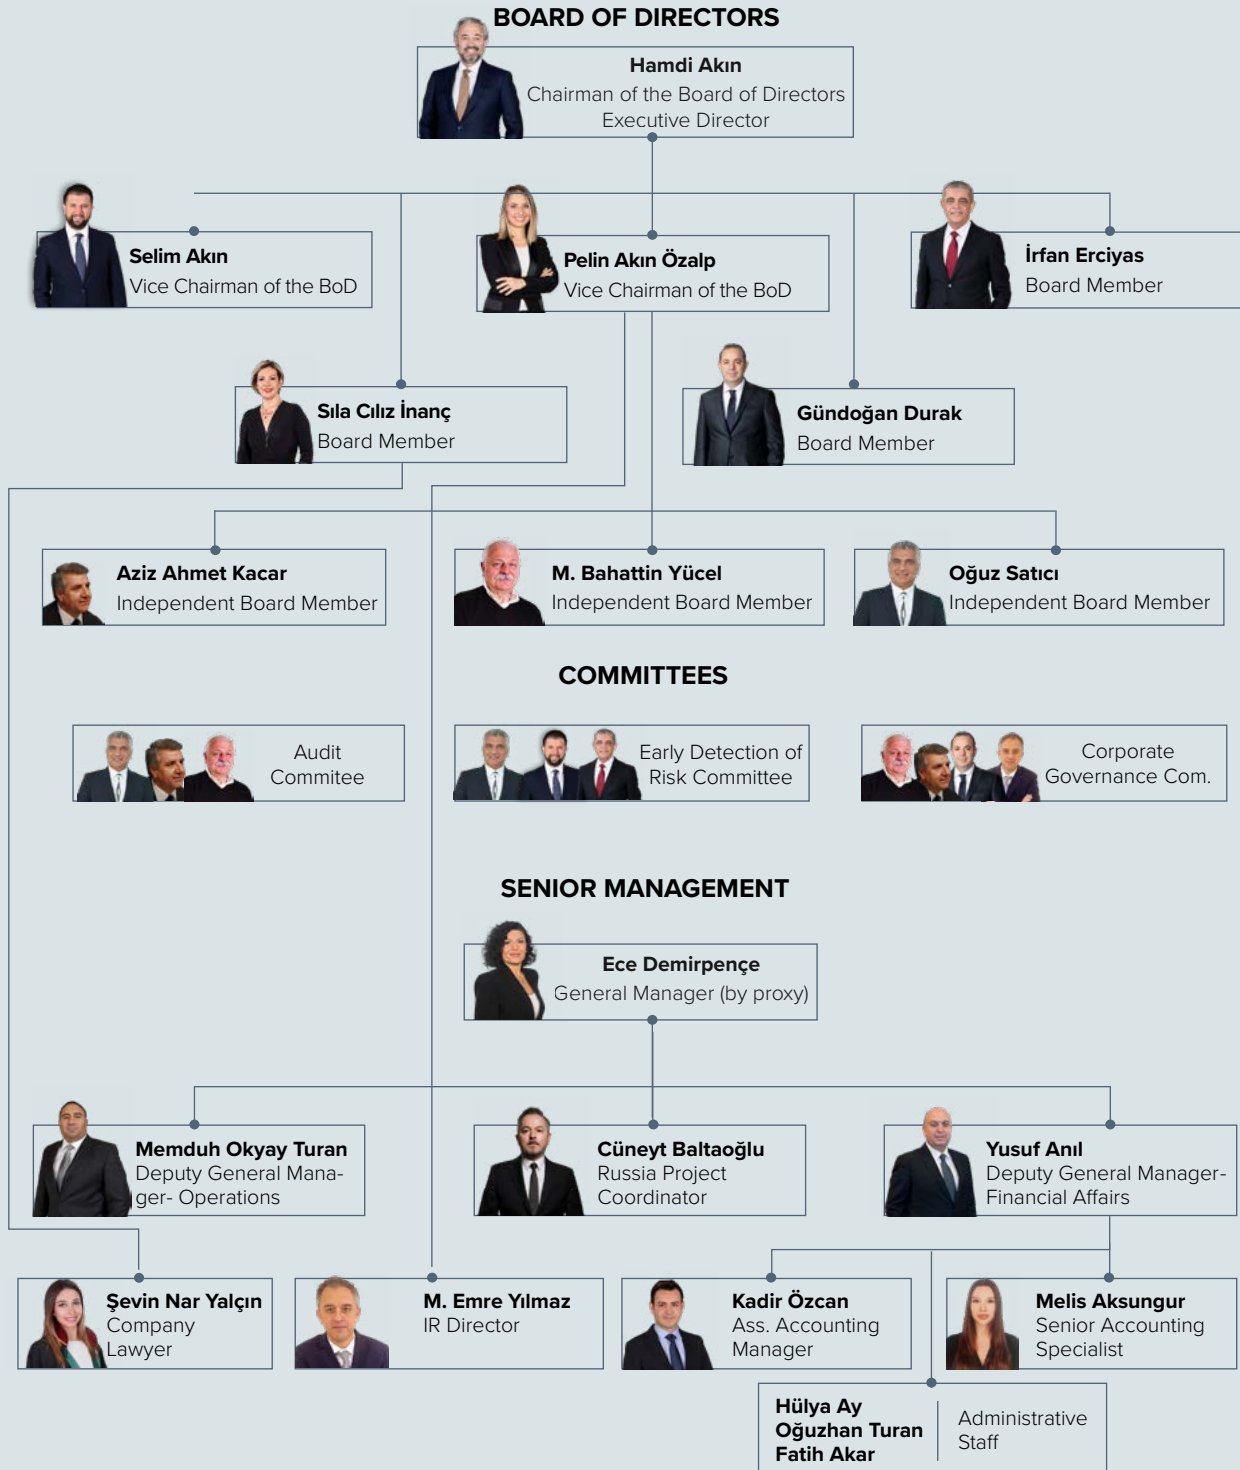 BOARD OF DIRECTORS
Hamdi Akın
Chairman of the Board of Directors
Executive Director
Selim Akın
Vice Chairman of the BoD
Pelin Akın Özalp
Vice Chairman of the BoD
İrfan Erciyas
Board Member
Sıla Cılız İnanç
Board Member
Gündoğan Durak
Board Member
Aziz Ahmet Kacar
Independent Board Member
M. Bahattin Yücel
Independent Board Member
Oğuz Satıcı
Independent Board Member
COMMITTEES
Audit
Commitee
Early Detection of
Risk Committee
Corporate
Governance Com.
SENIOR MANAGEMENT
Ece Demirpençe
General Manager (by proxy)
Memduh Okyay Turan
Deputy General Mana-
ger- Operations
Cüneyt Baltaoğlu
Russia Project
Coordinator
Yusuf Anıl
Deputy General Manager-
Financial Affairs
Şevin Nar Yalçın
Company
Lawyer
M. Emre Yılmaz
IR Director
Kadir Özcan
Ass. Accounting
Manager
Melis Aksungur
Senior Accounting
Specialist
Hülya Ay
Oğuzhan Turan
Fatih Akar
Administrative
Staff